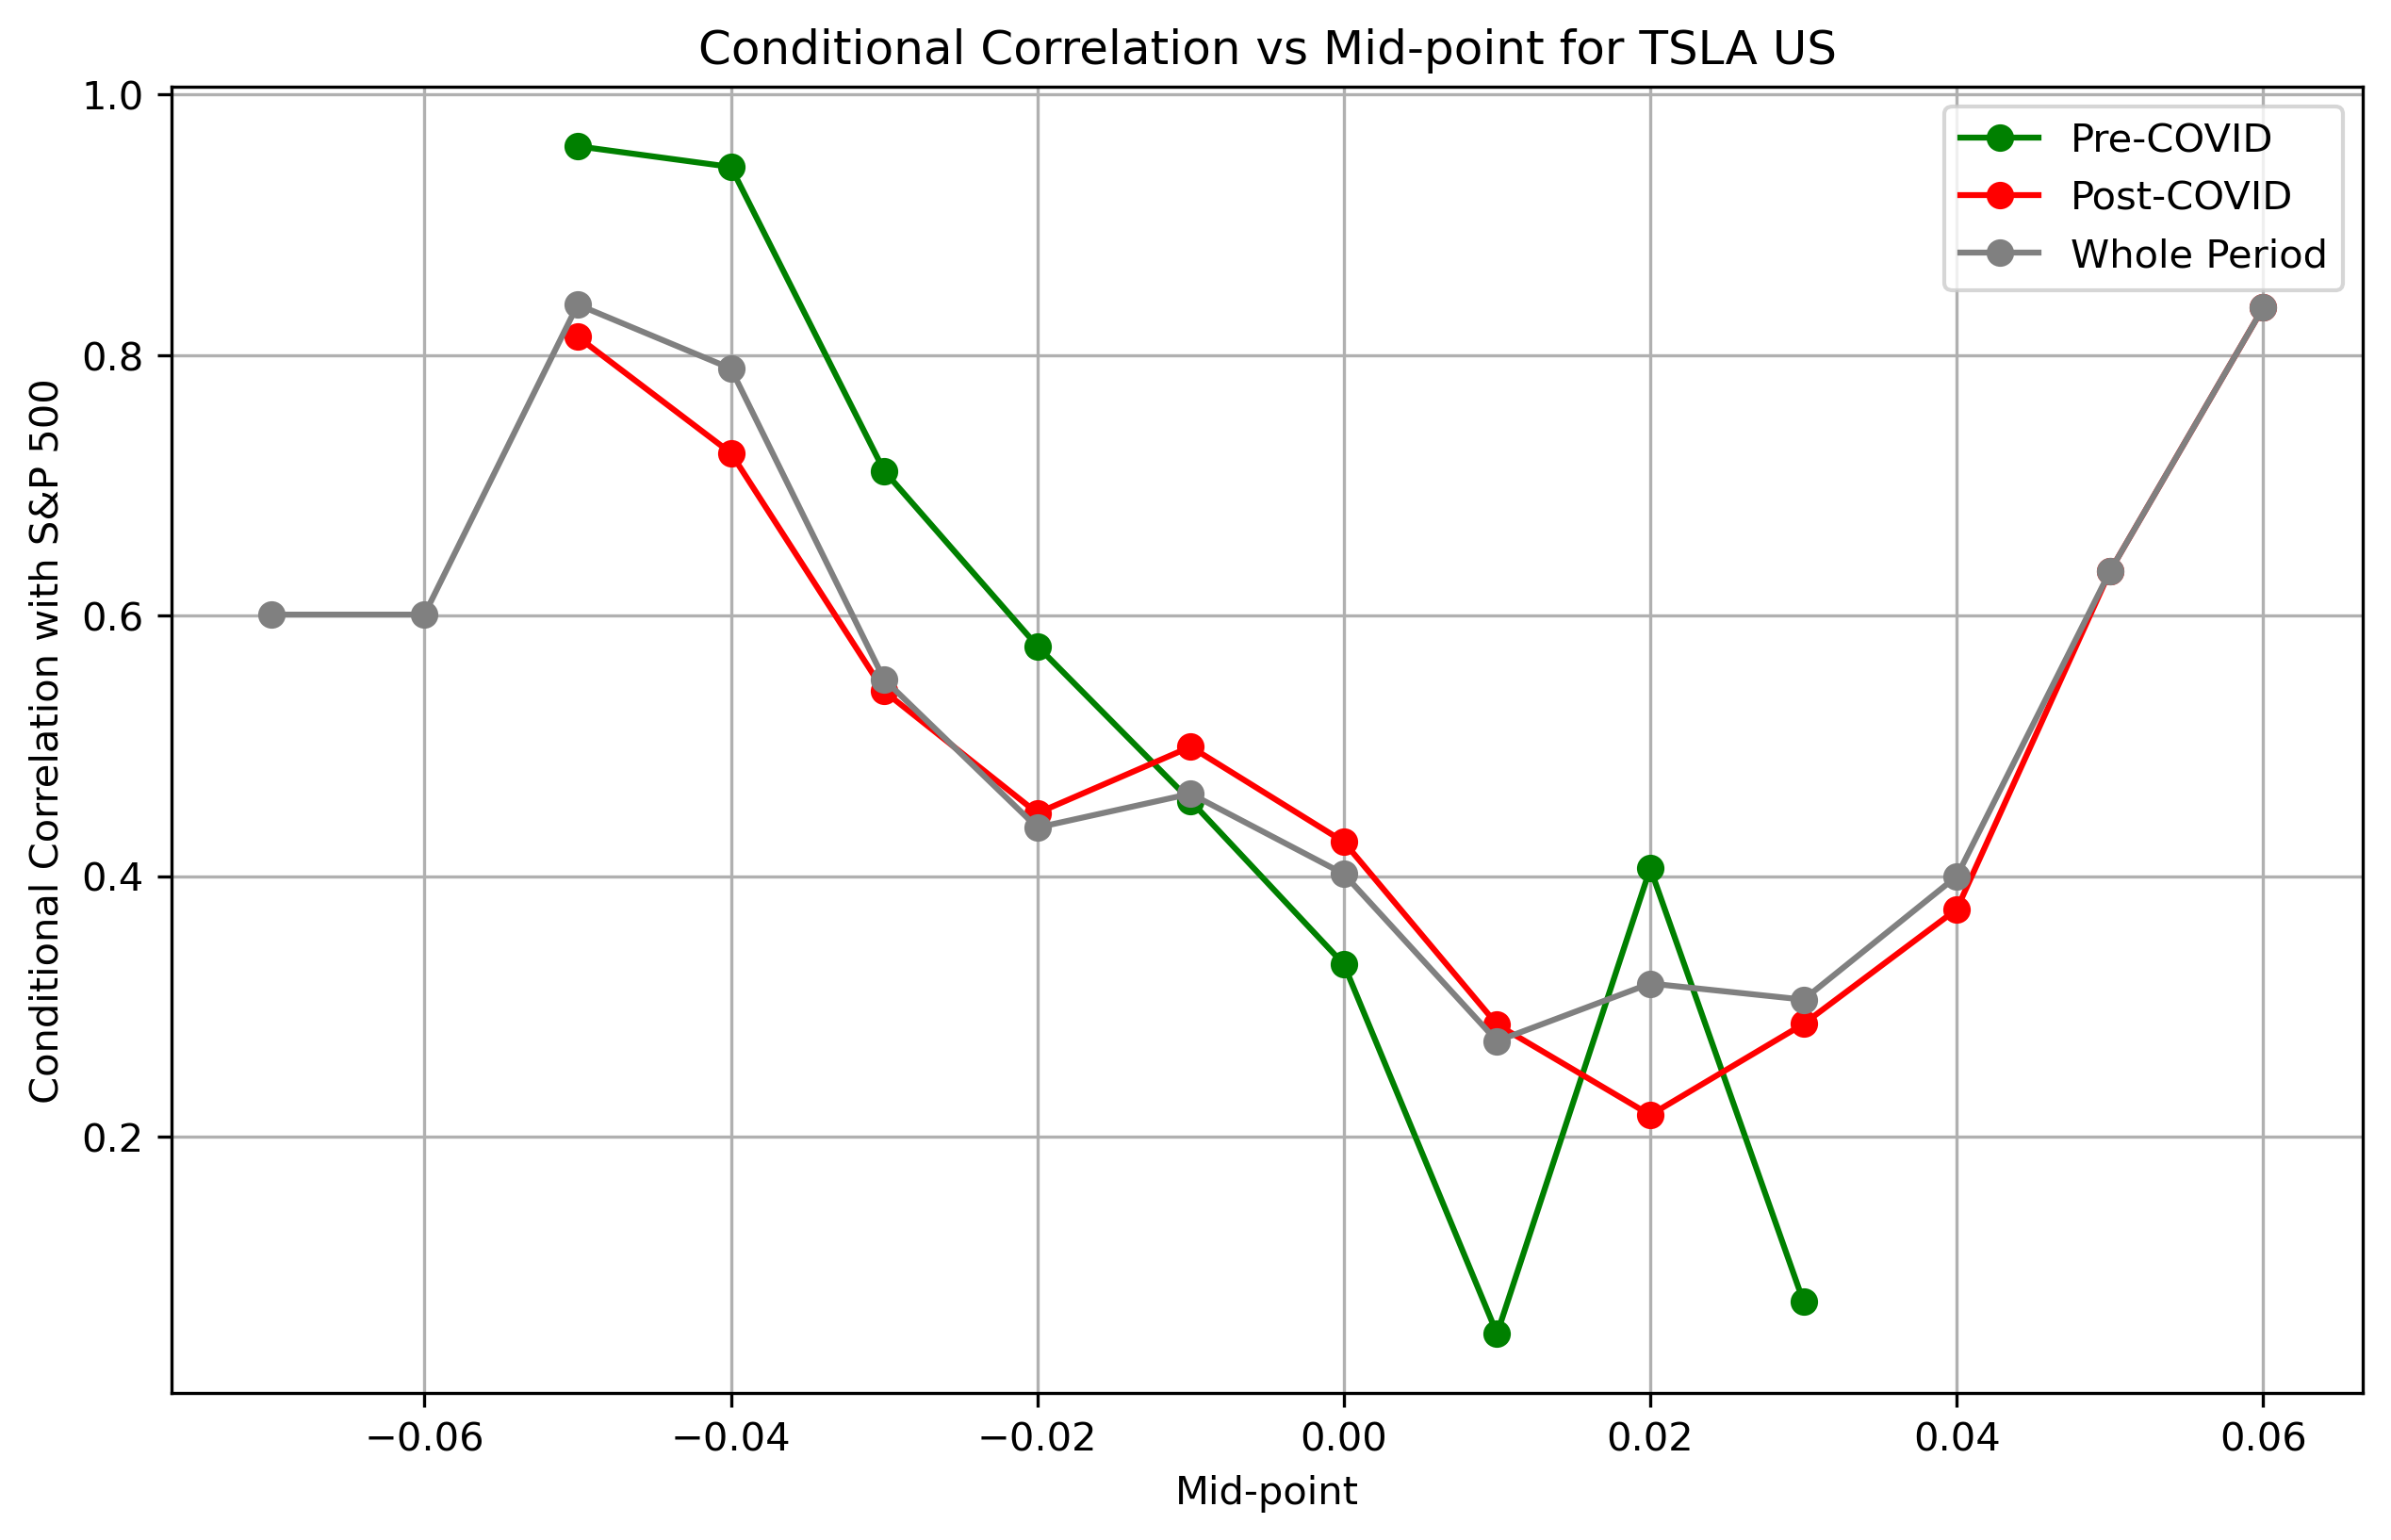 Conditional Correlation vs Mid-point for TSLA US
Conditional Correlation with S&P 500
1.0
0.8
0.6
0.4
0.2
Pre-COVID
Post-COVID
Whole Period
−0.06
−0.04
−0.02
0.00
0.02
0.04
0.06
Mid-point